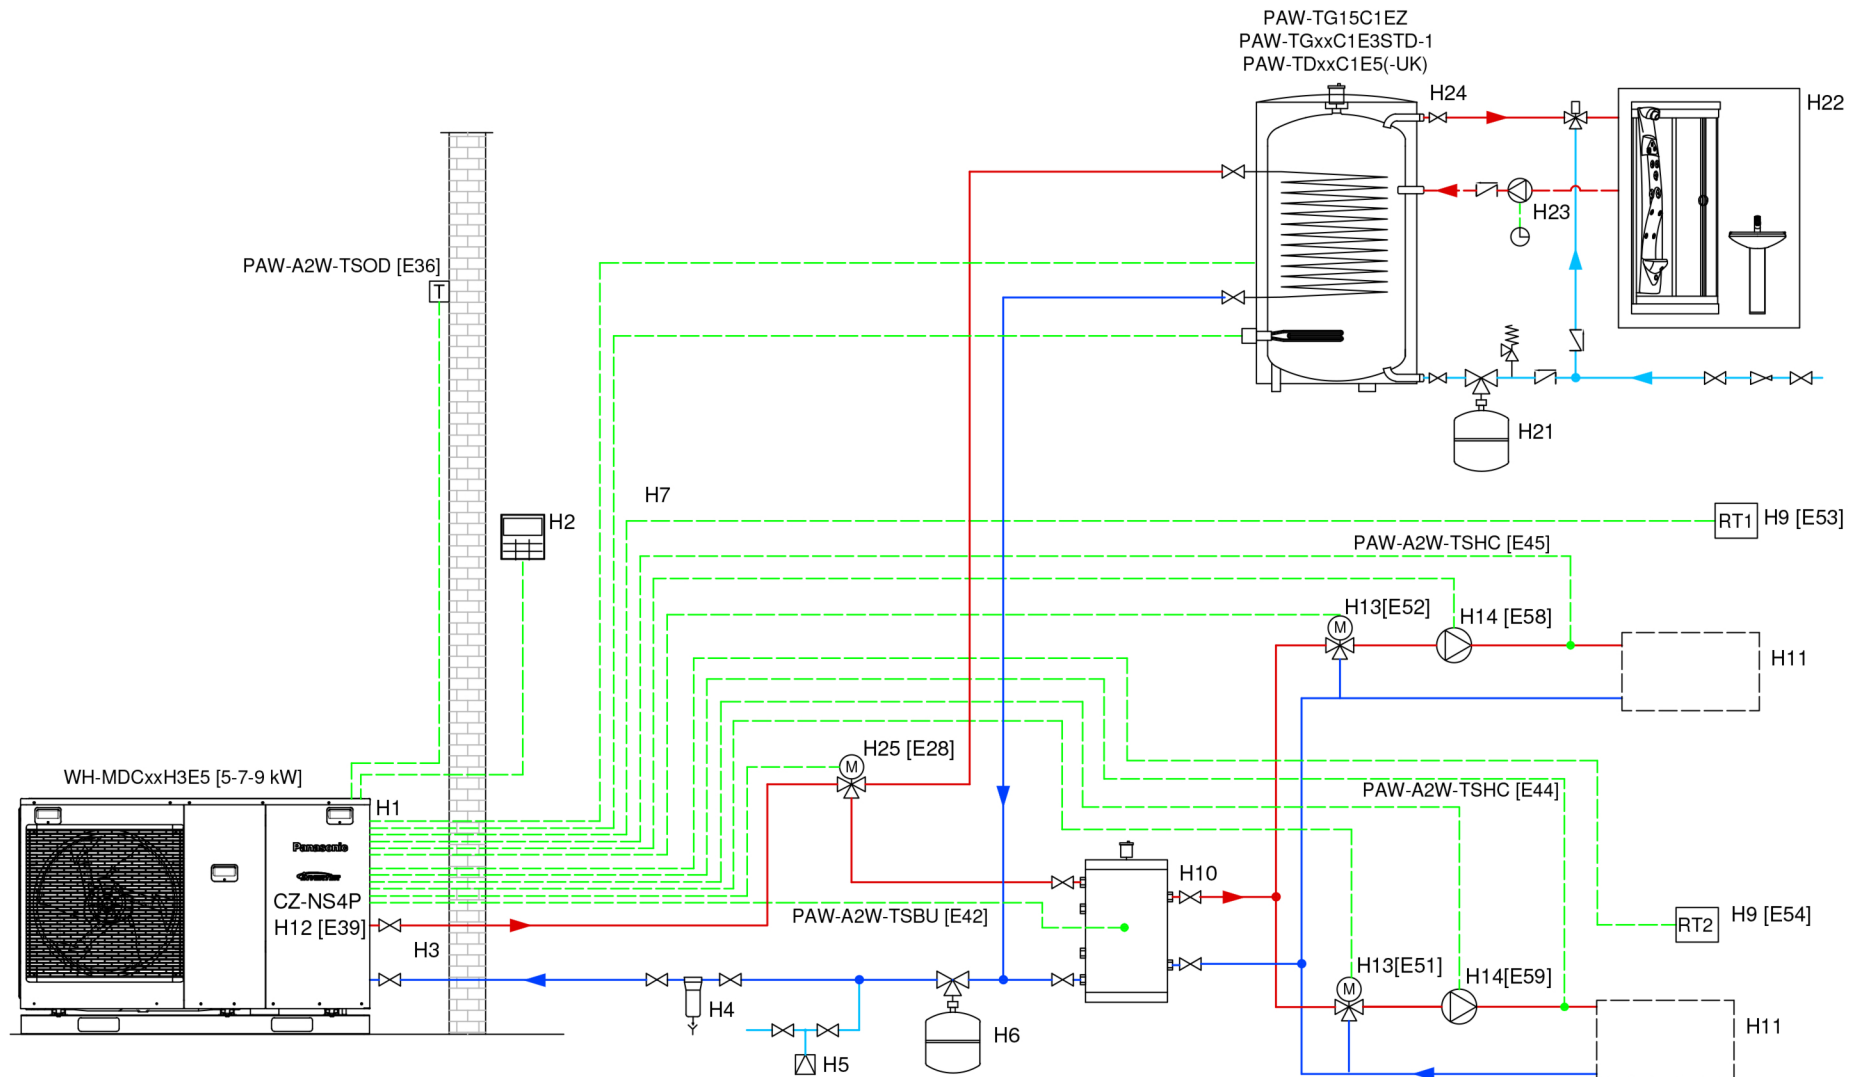 PAW-TG15C1EZ
PAW-TGxxC1E3STD-1
PAW-TDxxC1E5(-UK)
H24
H22
H23
PAW-A2W-TSOD [E36]
T
H21
H7
H2
RT1
H9 [E53]
PAW-A2W-TSHC [E45]
H13[E52]
M
H14 [E58]
H11
H25 [E28]
M
WH-MDCxxH3E5 [5-7-9 kW]
PAW-A2W-TSHC [E44]
H1
Panasonic
INVERTER
CZ-NS4P
H12 [E39]
H10
PAW-A2W-TSBU [E42]
RT2
H9 [E54]
H3
H13[E51]
M
H14[E59]
H4
H6
H11
H5